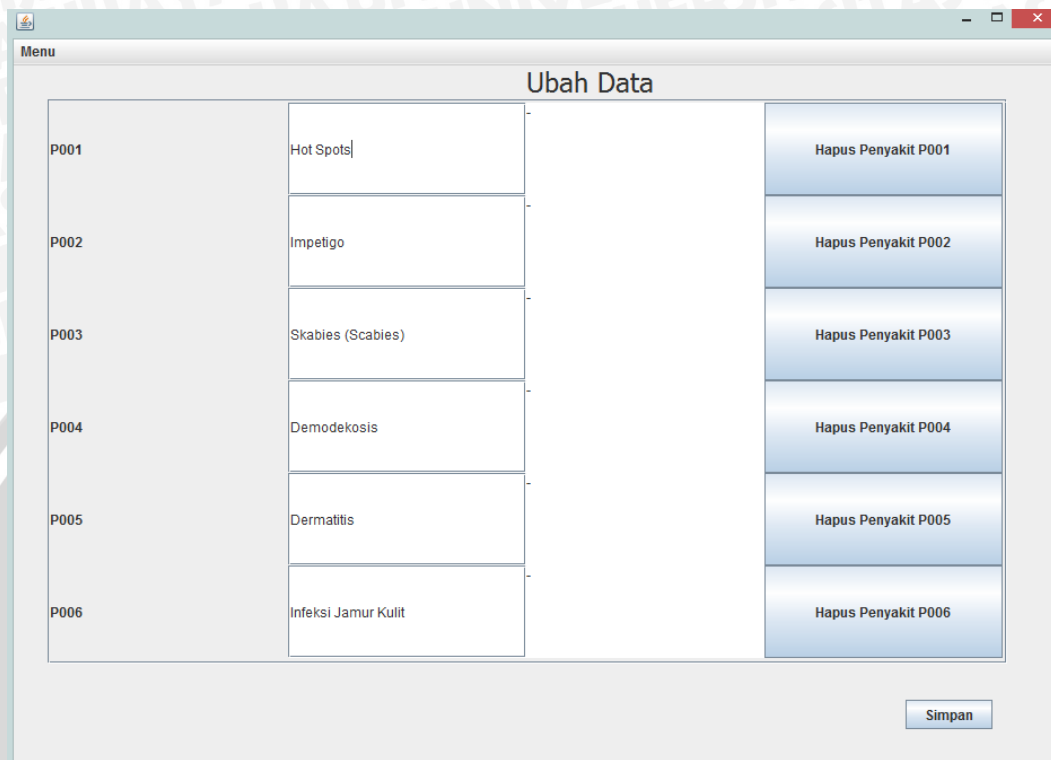 Menu
Ubah Data
P001 Hot Spots - Hapus Penyakit P001
P002 Impetigo - Hapus Penyakit P002
P003 Skabies (Scabies) - Hapus Penyakit P003
P004 Demodekosis - Hapus Penyakit P004
P005 Dermatitis - Hapus Penyakit P005
P006 Infeksi Jamur Kulit - Hapus Penyakit P006
Simpan